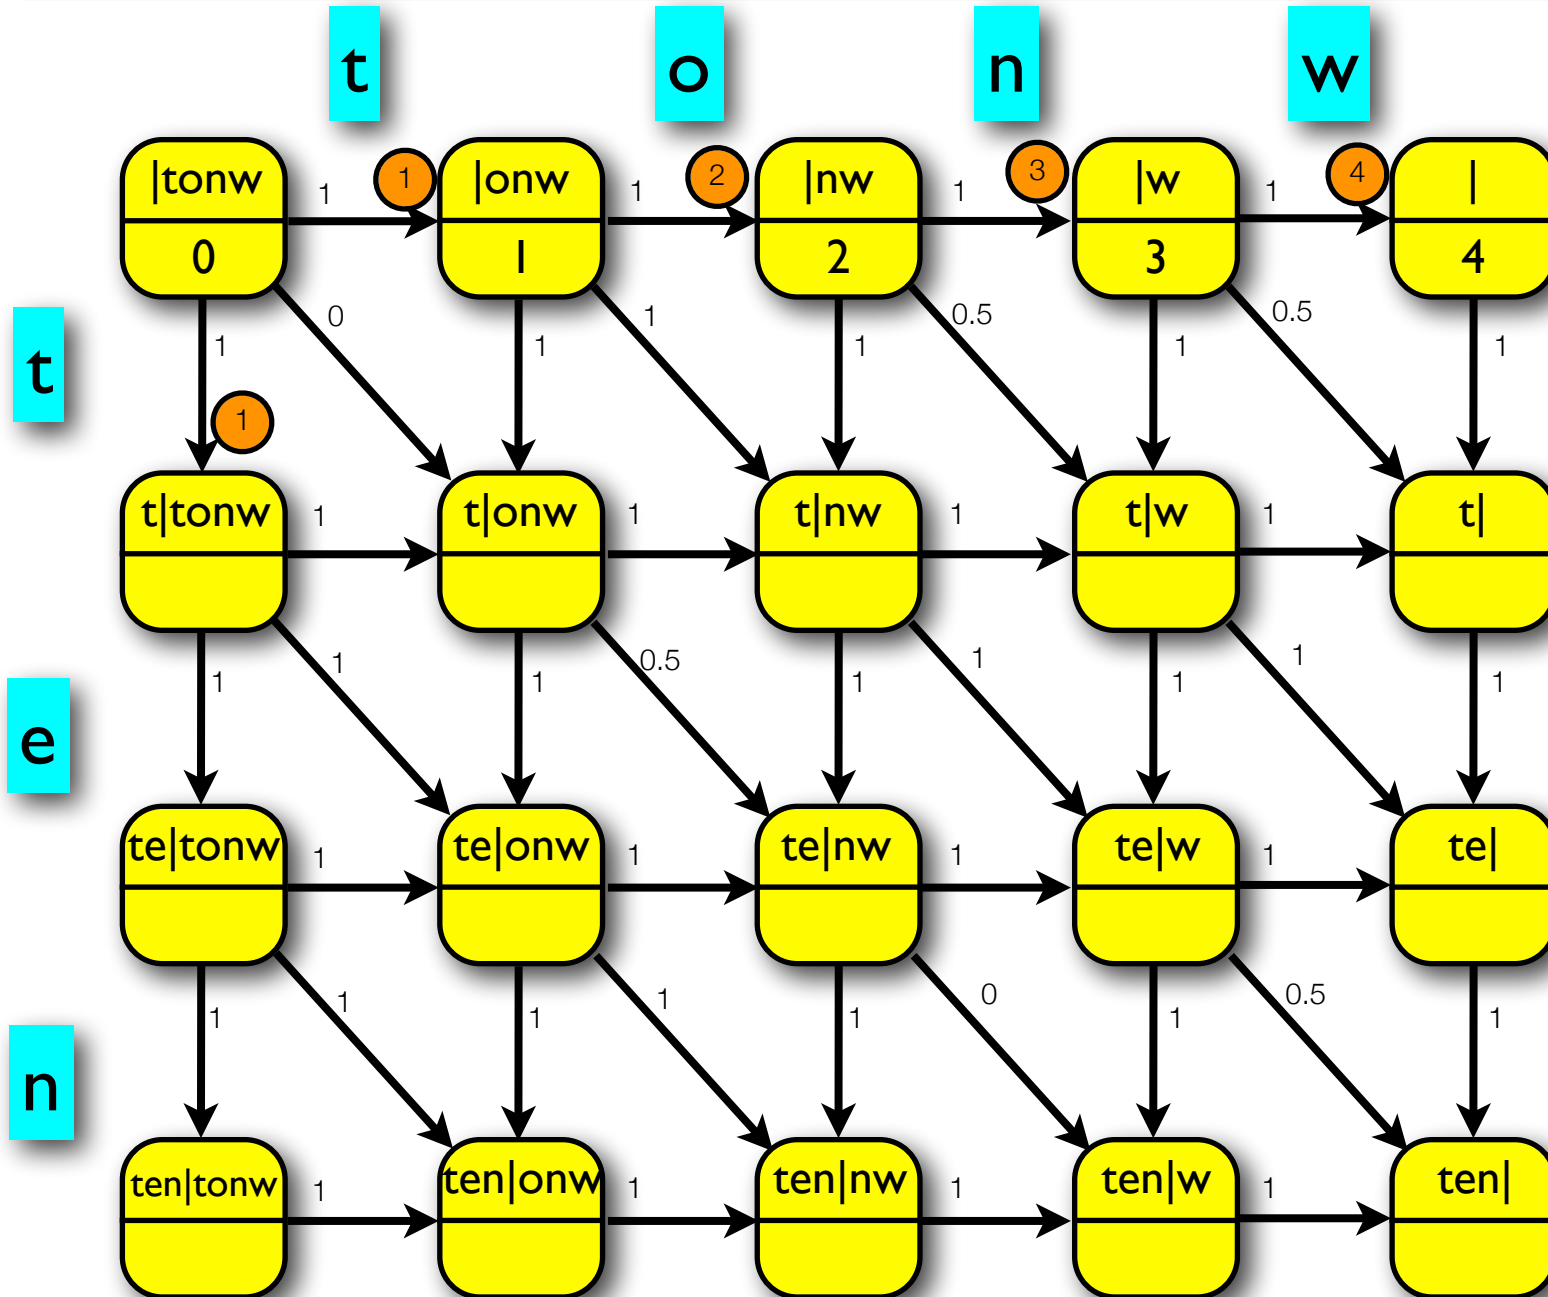 t o n w
|tonw 1 1 |onw 1 2 |nw 1 3 |w 1 4 |
0 1 2 3 4
t 1 0 1 1 1 0.5 1 0.5 1
1
t|tonw 1 t|onw 1 t|nw 1 t|w 1 t|
e 1 1 1 0.5 1 1 1 1 1
te|tonw 1 te|onw 1 te|nw 1 te|w 1 te|
n 1 1 1 1 1 0 1 0.5 1
ten|tonw 1 ten|onw 1 ten|nw 1 ten|w 1 ten|